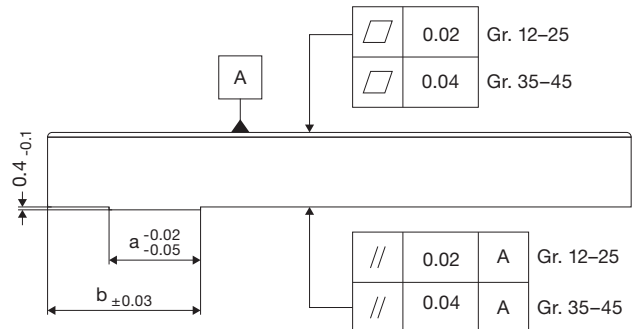 0.02 Gr. 12–25
A
0.04 Gr. 35–45
0.4 -0.1
a -0.02 -0.05
// 0.02 A Gr. 12–25
b ±0.03
// 0.04 A Gr. 35–45